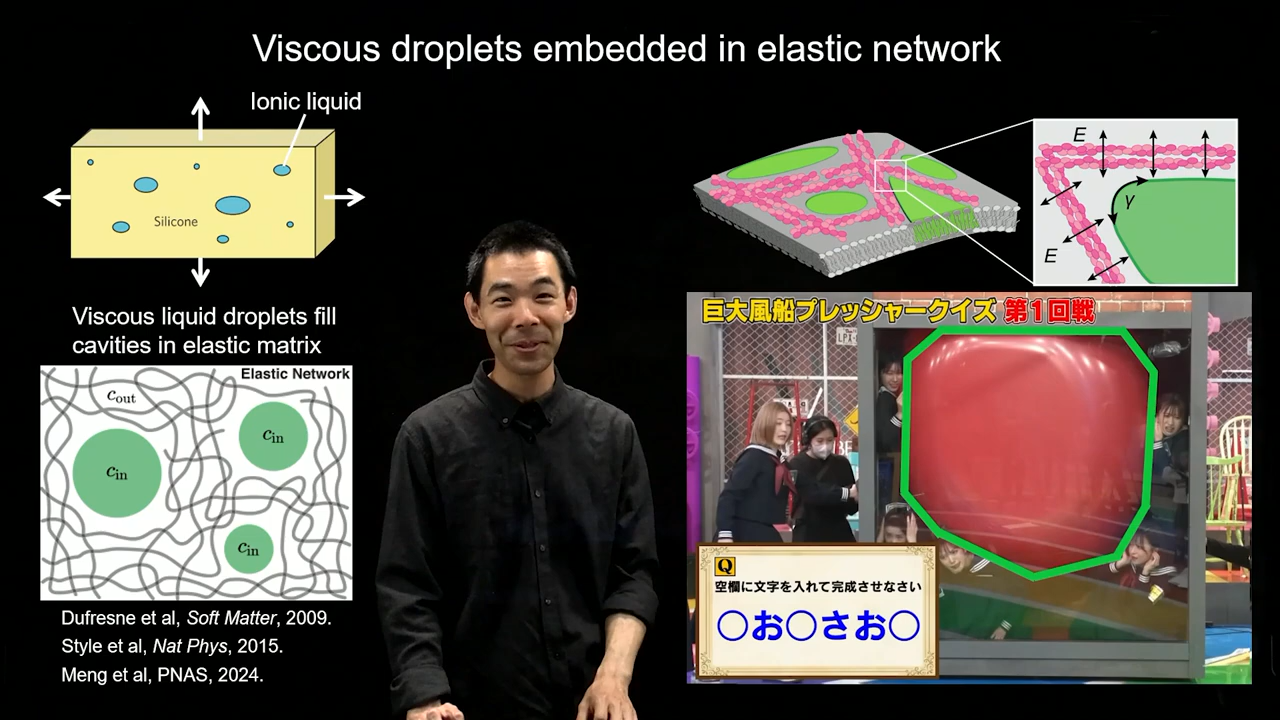 Viscous droplets embedded in elastic network
Ionic liquid
Silicone
Viscous liquid droplets fill
cavities in elastic matrix
Elastic Network
cout
cin
cin
cin
Dufresne et al, Soft Matter, 2009.
Style et al, Nat Phys, 2015.
Meng et al, PNAS, 2024.
E
γ
E
巨大風船プレッシャークイズ 第1回戦
Q
空欄に文字を入れて完成させなさい
〇お〇さお〇